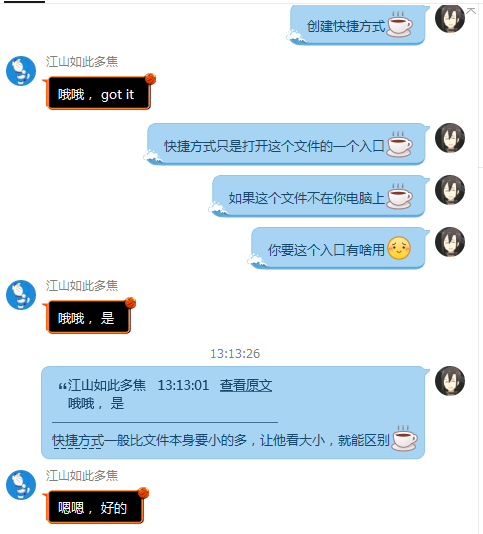 创建快捷方式
江山如此多焦
哦哦， got it
快捷方式只是打开这个文件的一个入口
如果这个文件不在你电脑上
你要这个入口有啥用
江山如此多焦
哦哦， 是
13:13:26
“江山如此多焦 13:13:01 查看原文
哦哦， 是
快捷方式一般比文件本身要小的多，让他看大小，就能区别
江山如此多焦
嗯嗯， 好的